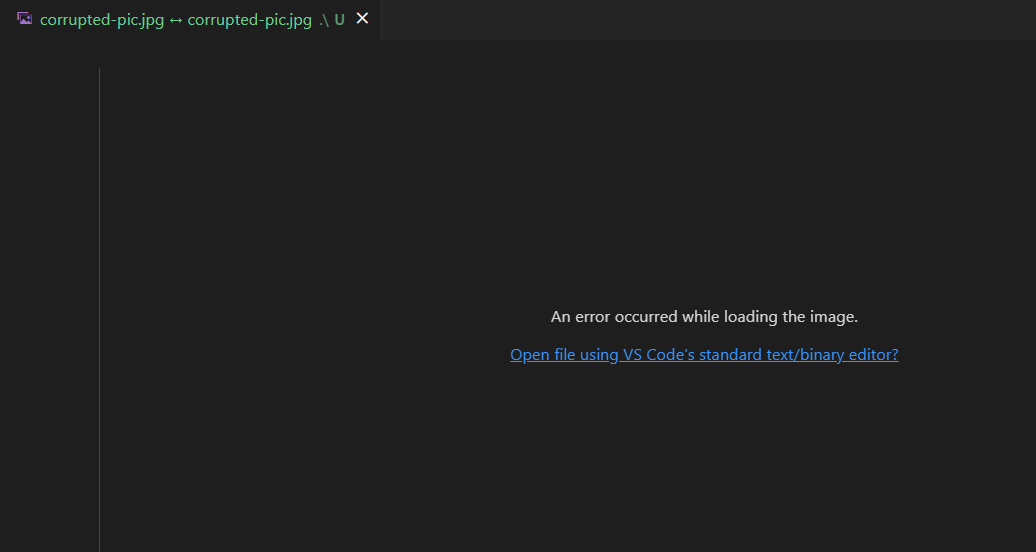 corrupted-pic.jpg ↔ corrupted-pic.jpg .\ U
An error occurred while loading the image.
Open file using VS Code's standard text/binary editor?